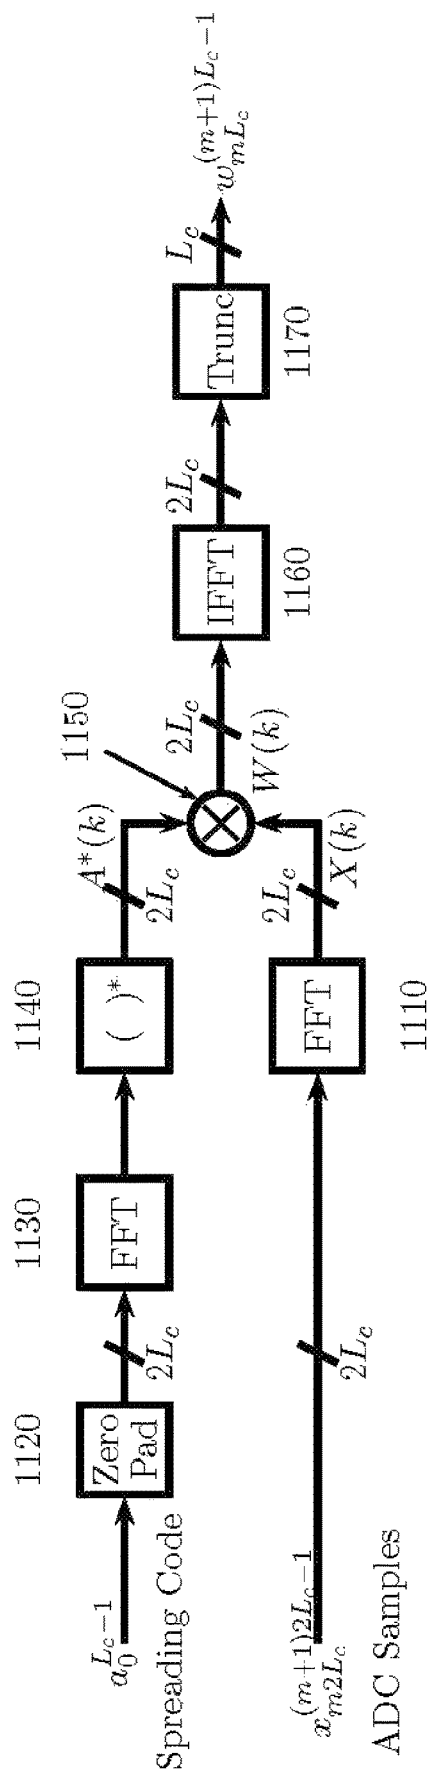 1120
1130
1140
1150
a_0^{L_c-1}
Zero
Pad
2L_c
FFT
( )*
A*(k)
2L_c
Spreading Code
2L_c
W(k)
IFFT
1160
2L_c
Trunc
1170
L_c
w_{mL_c}^{(m+1)L_c-1}
x_{m2L_c}^{(m+1)2L_c-1}
2L_c
FFT
2L_c
X(k)
ADC Samples
1110